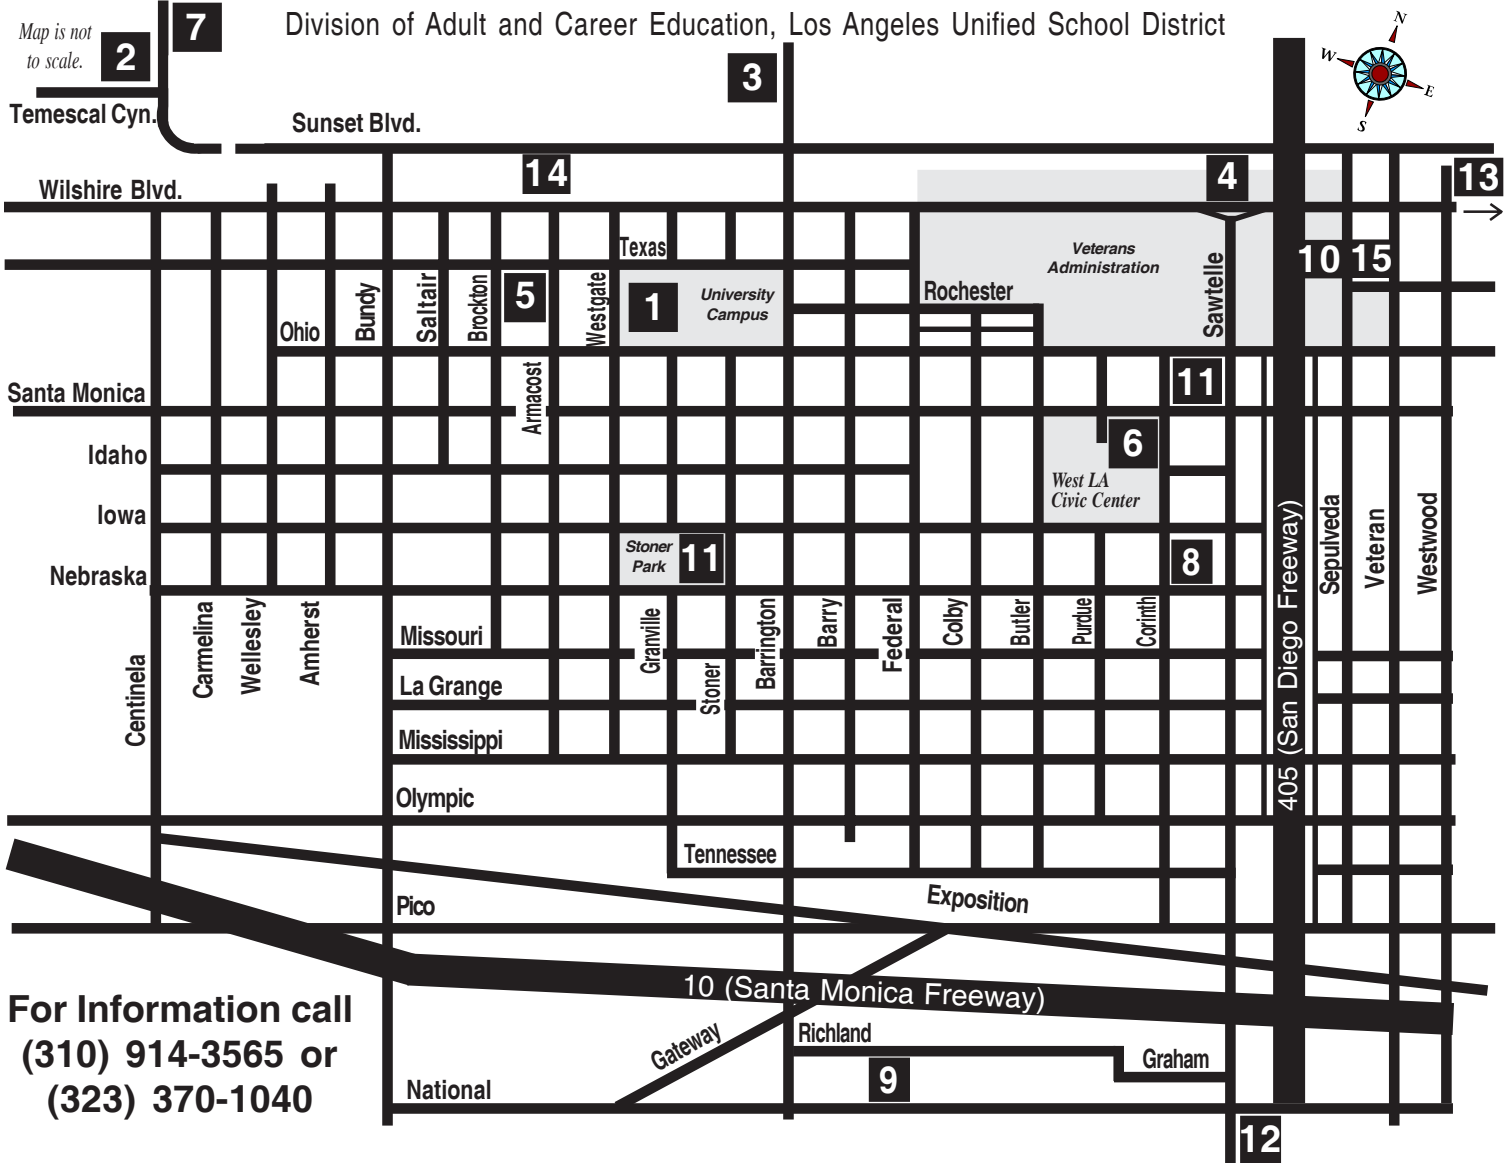 Division of Adult and Career Education, Los Angeles Unified School District
Map is not
to scale.
2
7
3
N
W
E
S
Temescal Cyn.
Sunset Blvd.
14
4
13
Wilshire Blvd.
Texas
Veterans
Administration
10
15
Bundy
Saltair
Brockton
5
Westgate
1
University
Campus
Rochester
Sawtelle
Ohio
Santa Monica
Armacost
11
6
Idaho
West LA
Civic Center
Iowa
Stoner
Park
11
8
Nebraska
405 (San Diego Freeway)
Sepulveda
Veteran
Westwood
Centinela
Carmelina
Wellesley
Amherst
Missouri
Granville
Stoner
Barrington
Barry
Federal
Colby
Butler
Purdue
Corinth
La Grange
Mississippi
Olympic
Tennessee
Exposition
Pico
10 (Santa Monica Freeway)
For Information call
(310) 914-3565 or
(323) 370-1040
Gateway
Richland
Graham
9
National
12